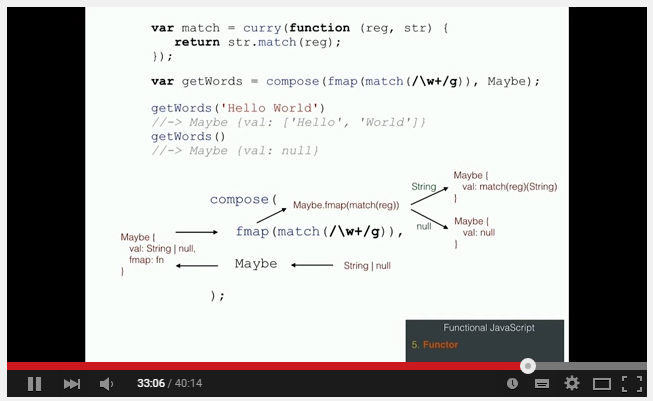 var match = curry(function (reg, str) {
return str.match(reg);
});
var getWords = compose(fmap(match(/\w+/g)), Maybe);
getWords('Hello World')
//-> Maybe {val: ['Hello', 'World']}
getWords()
//-> Maybe {val: null}
compose(
Maybe.fmap(match(reg))
String
Maybe {
val: match(reg)(String)
}
null
Maybe {
val: null
}
fmap(match(/\w+/g)),
Maybe {
val: String | null,
fmap: fn
}
Maybe
String | null
);
Functional JavaScript
5. Functor
33:06 / 40:14